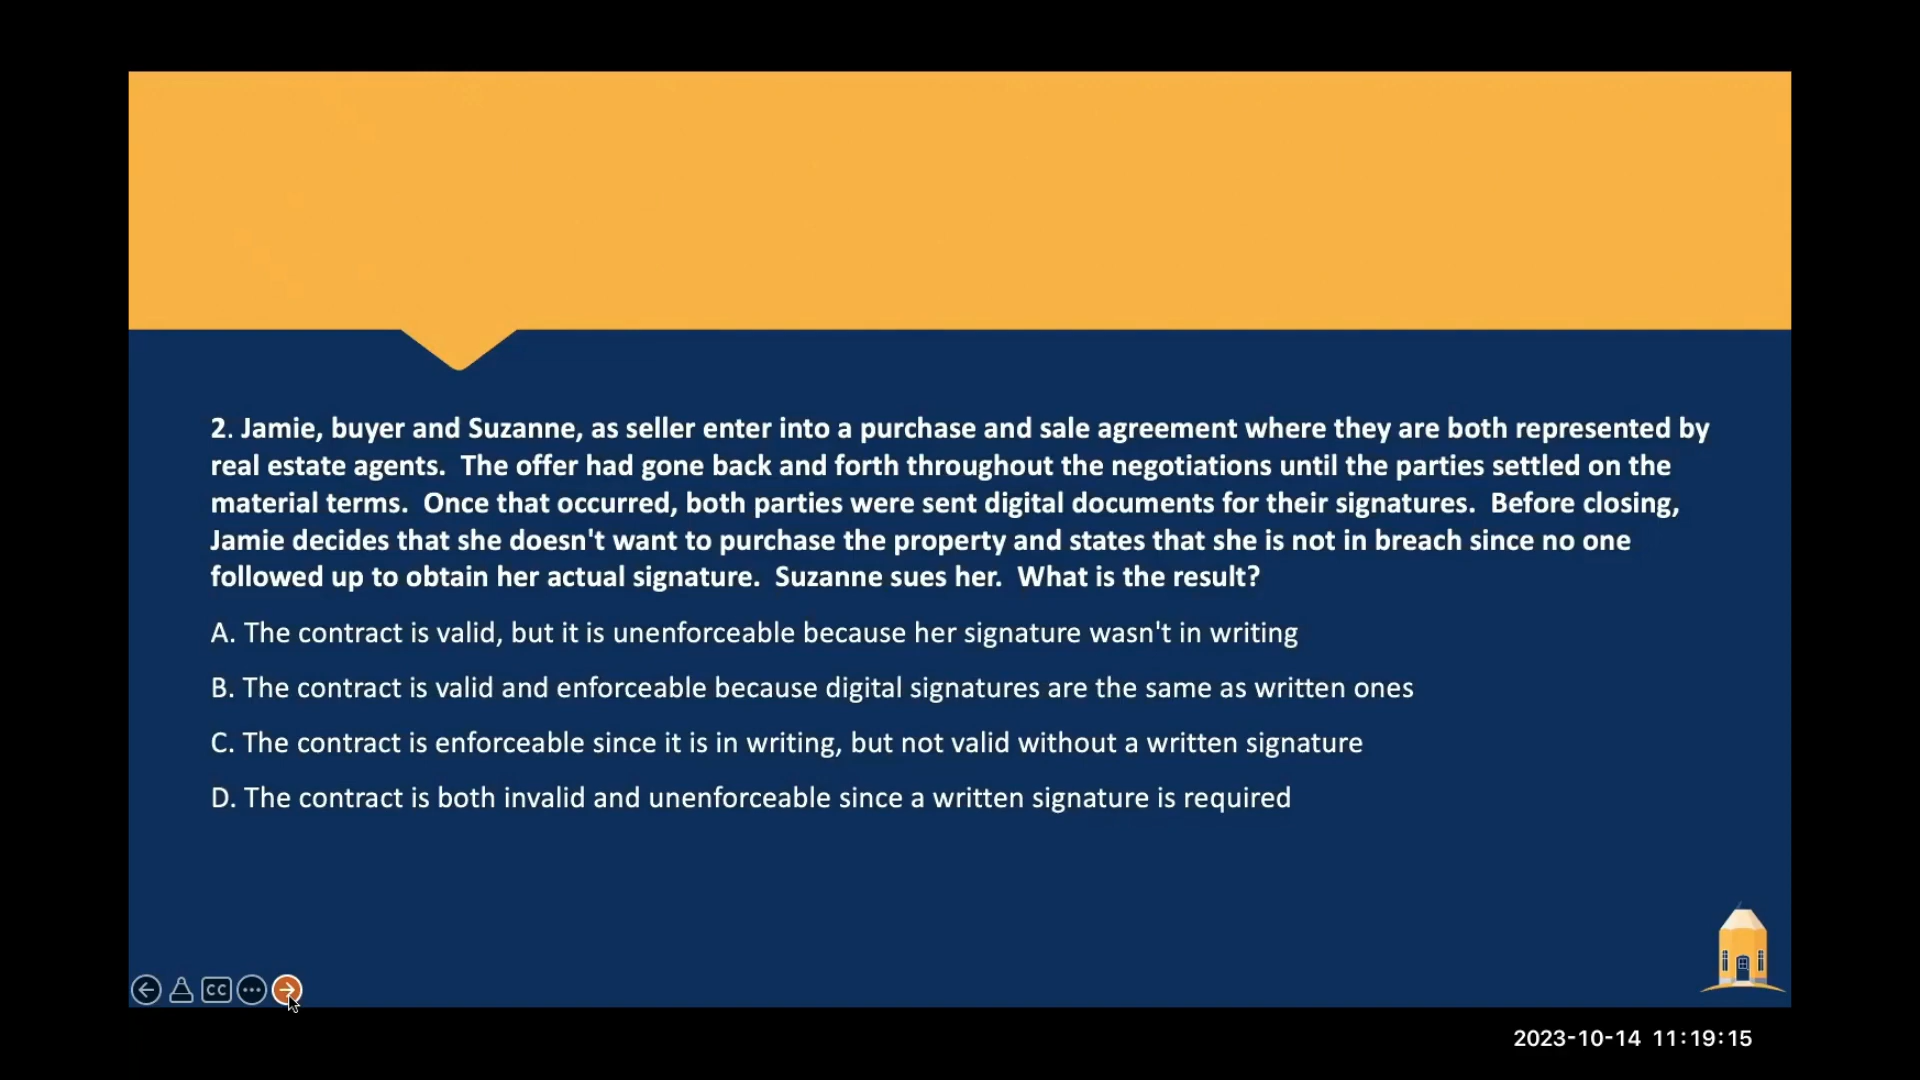 2. Jamie, buyer and Suzanne, as seller enter into a purchase and sale agreement where they are both represented by
real estate agents.  The offer had gone back and forth throughout the negotiations until the parties settled on the
material terms.  Once that occurred, both parties were sent digital documents for their signatures.  Before closing,
Jamie decides that she doesn't want to purchase the property and states that she is not in breach since no one
followed up to obtain her actual signature.  Suzanne sues her.  What is the result?
A. The contract is valid, but it is unenforceable because her signature wasn't in writing
B. The contract is valid and enforceable because digital signatures are the same as written ones
C. The contract is enforceable since it is in writing, but not valid without a written signature
D. The contract is both invalid and unenforceable since a written signature is required
CC
2023-10-14 11:19:15